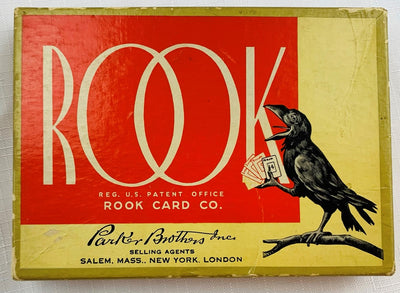 ROOK
REG. U.S. PATENT OFFICE
ROOK CARD CO.
Parker Brothers Inc.
SELLING AGENTS
SALEM, MASS., NEW YORK, LONDON